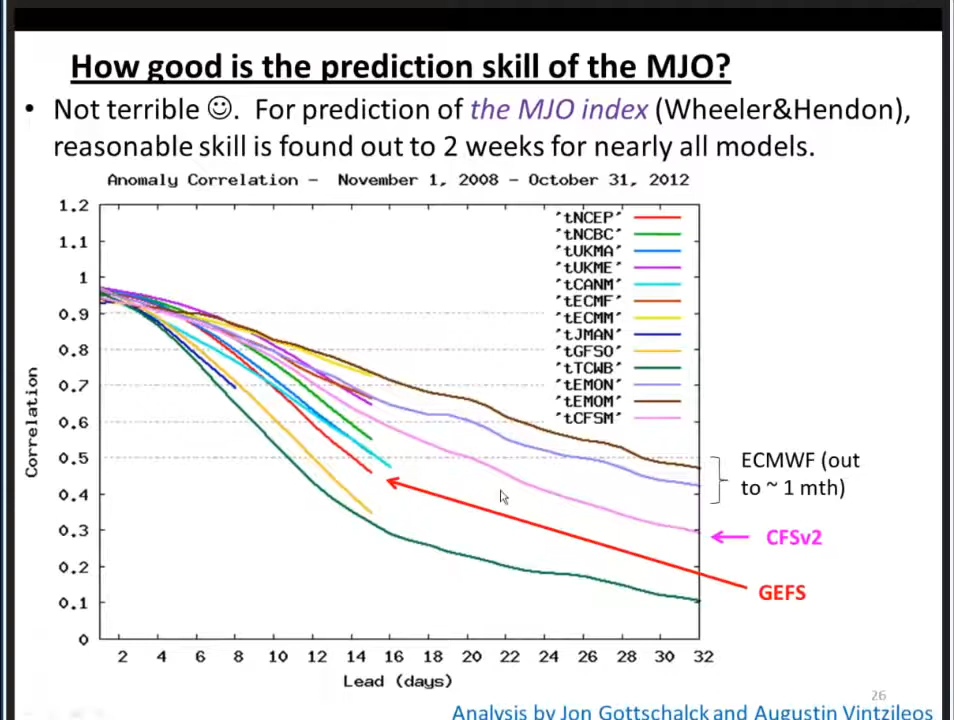 How good is the prediction skill of the MJO?
• Not terrible ☺. For prediction of the MJO index (Wheeler&Hendon),
reasonable skill is found out to 2 weeks for nearly all models.
Anomaly Correlation - November 1, 2008 - October 31, 2012
1.2
1.1
1
0.9
0.8
0.7
0.6
0.5
0.4
0.3
0.2
0.1
0
Correlation
'tNCEP'
'tNCBC'
'tUKMA'
'tUKME'
'tCANM'
'tECMF'
'tECMM'
'tJMAN'
'tGFSO'
'tTCWB'
'tEMON'
'tEMOM'
'tCFSM'
ECMWF (out
to ~ 1 mth)
CFSv2
GEFS
2 4 6 8 10 12 14 16 18 20 22 24 26 28 30 32
Lead (days)
26
Analysis by Jon Gottschalck and Augustin Vintzileos